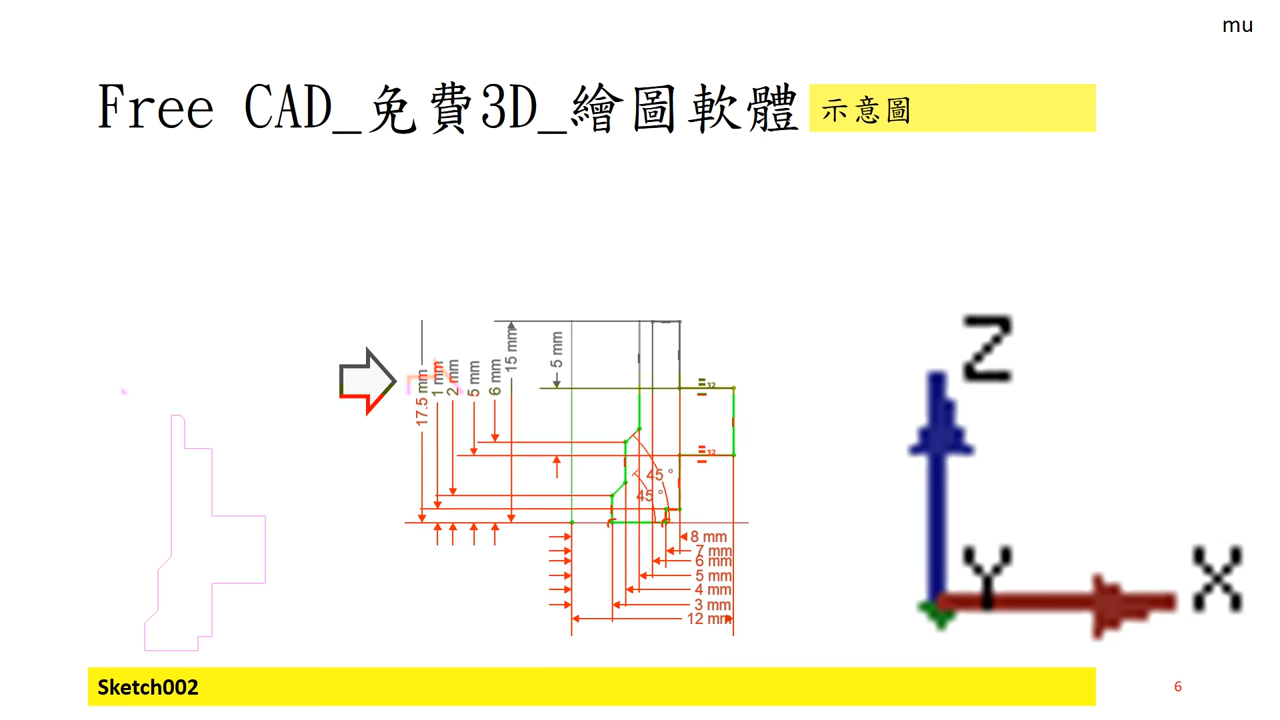 mu
Free CAD_免費3D_繪圖軟體
示意圖
17.5 mm
1 mm
2 mm
5 mm
6 mm
15 mm
5 mm
45 °
45 °
8 mm
7 mm
6 mm
5 mm
4 mm
3 mm
12 mm
Z
Y
X
Sketch002
6